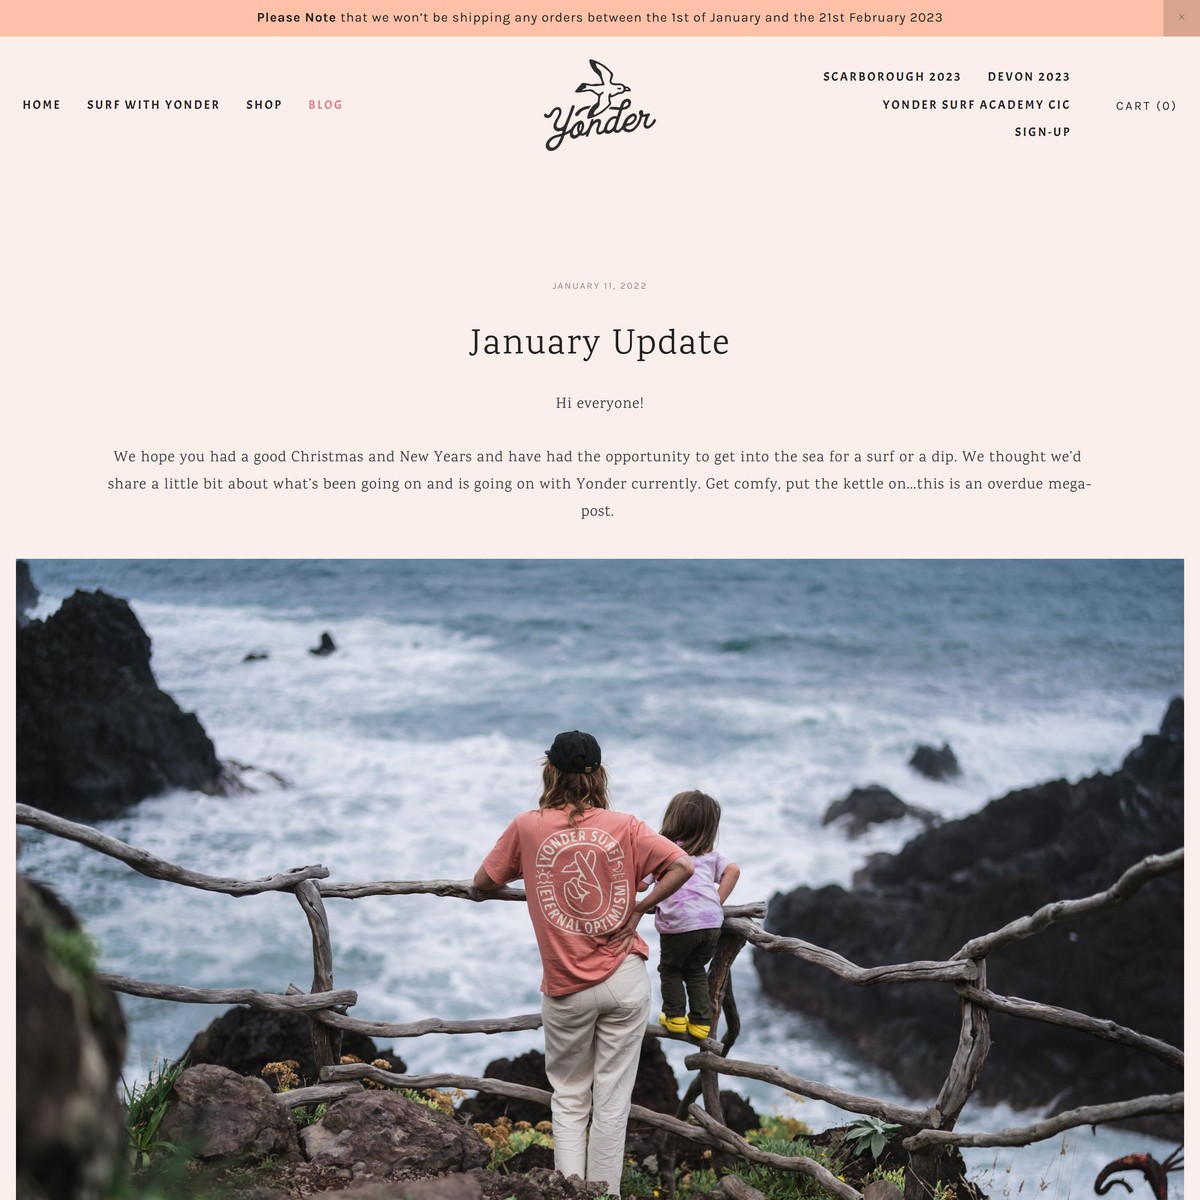 Please Note that we won't be shipping any orders between the 1st of January and the 21st February 2023
×
HOME SURF WITH YONDER SHOP BLOG
Yonder
SCARBOROUGH 2023 DEVON 2023
YONDER SURF ACADEMY CIC
SIGN-UP
CART (0)
JANUARY 11, 2022
January Update
Hi everyone!
We hope you had a good Christmas and New Years and have had the opportunity to get into the sea for a surf or a dip. We thought we'd
share a little bit about what's been going on and is going on with Yonder currently. Get comfy, put the kettle on...this is an overdue mega-
post.
YONDER SURF
ETERNAL OPTIMISM